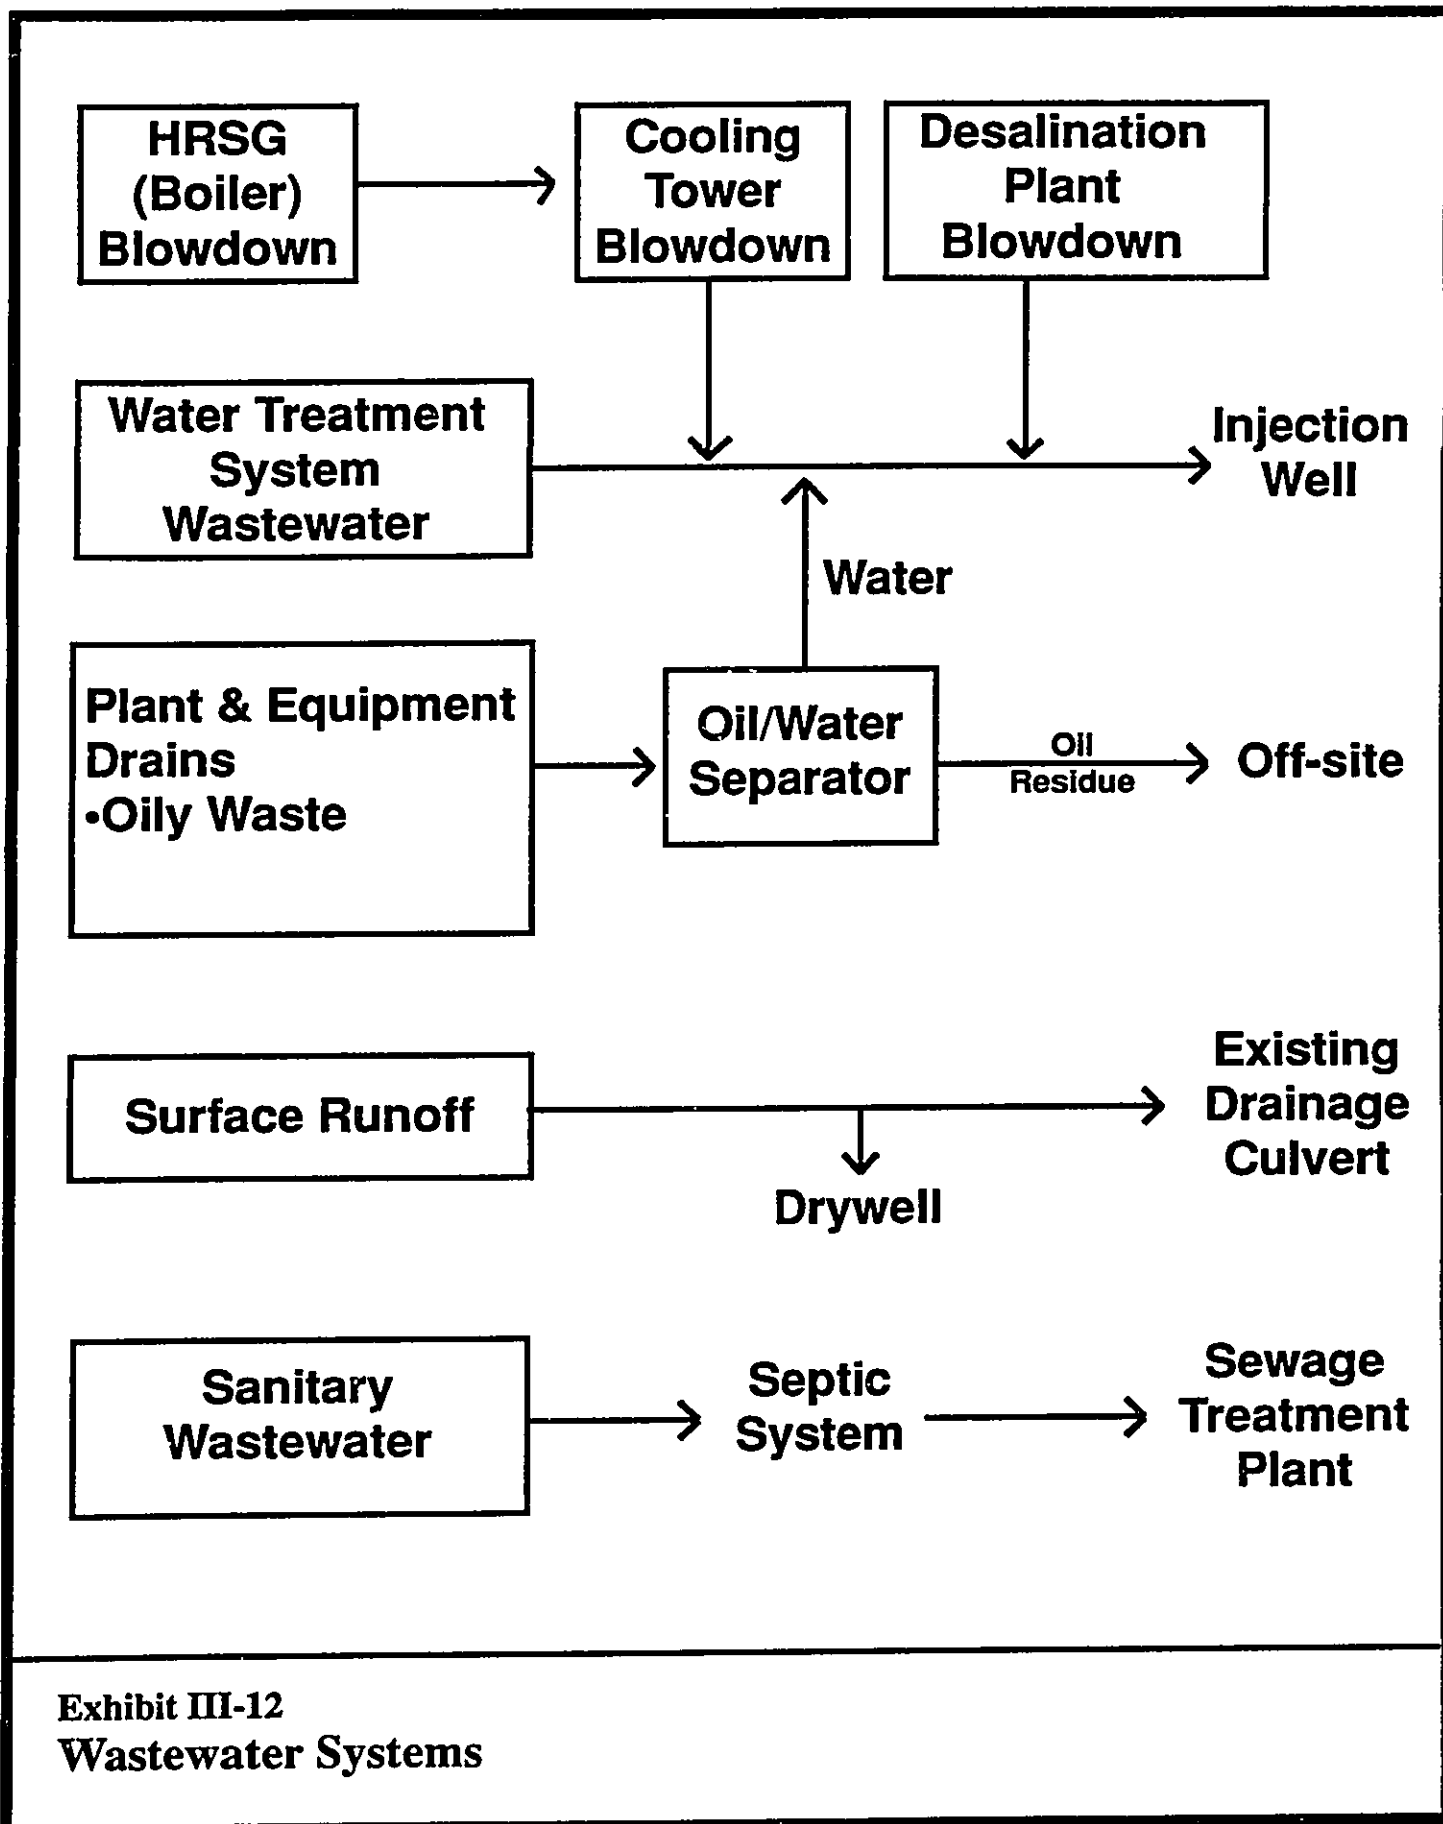 HRSG
(Boiler)
Blowdown
Cooling
Tower
Blowdown
Desalination
Plant
Blowdown
Water Treatment
System
Wastewater
Injection
Well
Water
Plant & Equipment
Drains
•Oily Waste
Oil/Water
Separator
Oil
Residue
Off-site
Surface Runoff
Existing
Drainage
Culvert
Drywell
Sanitary
Wastewater
Septic
System
Sewage
Treatment
Plant
Exhibit III-12
Wastewater Systems